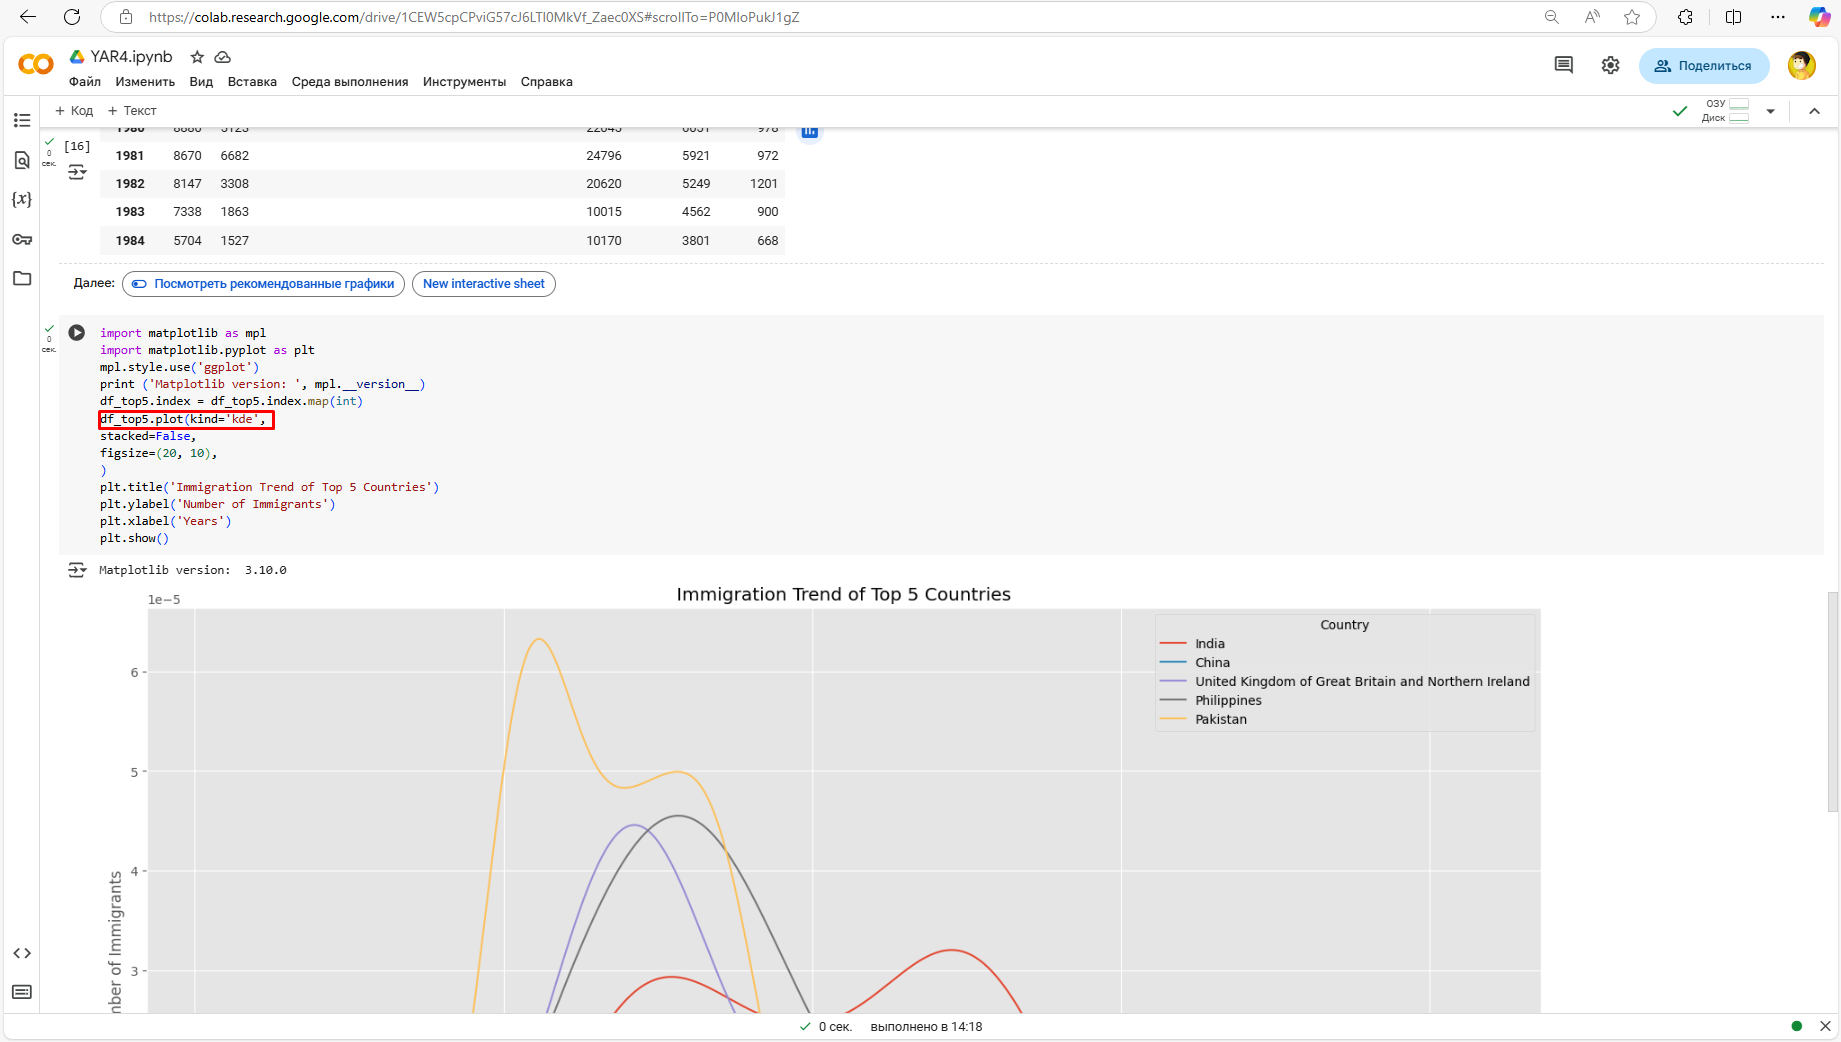 https://colab.research.google.com/drive/1CEW5cpCPviG57cJ6LTI0MkVf_Zaec0XS#scrollTo=P0MIoPukJ1gZ
YAR4.ipynb
Файл Изменить Вид Вставка Среда выполнения Инструменты Справка
Поделиться
+ Код + Текст
ОЗУ
Диск
1980 8880 3123 22045 6051 978
[16]
0
сек.
1981 8670 6682 24796 5921 972
1982 8147 3308 20620 5249 1201
1983 7338 1863 10015 4562 900
1984 5704 1527 10170 3801 668
Далее: Посмотреть рекомендованные графики New interactive sheet
0
сек.
import matplotlib as mpl
import matplotlib.pyplot as plt
mpl.style.use('ggplot')
print ('Matplotlib version: ', mpl.__version__)
df_top5.index = df_top5.index.map(int)
df_top5.plot(kind='kde',
stacked=False,
figsize=(20, 10),
)
plt.title('Immigration Trend of Top 5 Countries')
plt.ylabel('Number of Immigrants')
plt.xlabel('Years')
plt.show()
Matplotlib version: 3.10.0
Immigration Trend of Top 5 Countries
1e−5
Country
India
China
United Kingdom of Great Britain and Northern Ireland
Philippines
Pakistan
6
5
4
3
mber of Immigrants
0 сек. выполнено в 14:18